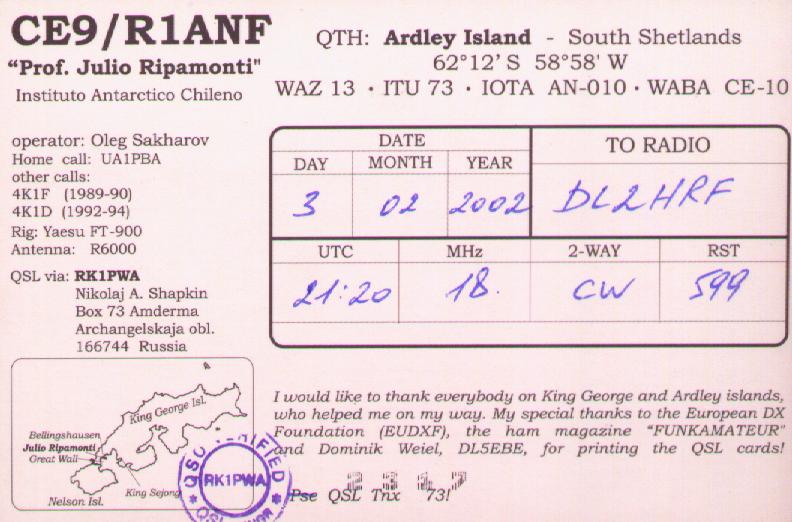 CE9/R1ANF
"Prof. Julio Ripamonti"
Instituto Antarctico Chileno
QTH: Ardley Island - South Shetlands
62°12' S 58°58' W
WAZ 13 · ITU 73 · IOTA AN-010 · WABA CE-10
operator: Oleg Sakharov
Home call: UA1PBA
other calls:
4K1F (1989-90)
4K1D (1992-94)
Rig: Yaesu FT-900
Antenna: R6000
QSL via: RK1PWA
Nikolaj A. Shapkin
Box 73 Amderma
Archangelskaja obl.
166744 Russia
DATE
TO RADIO
DAY MONTH YEAR
3 02 2002
DL2HRF
UTC MHz 2-WAY RST
21:20 18. CW 599
King George Isl.
Bellingshausen
Julio Ripamonti
Great Wall
King Sejong
Nelson Isl.
QSO VERIFIED
RK1PWA
I would like to thank everybody on King George and Ardley islands,
who helped me on my way. My special thanks to the European DX
Foundation (EUDXF), the ham magazine "FUNKAMATEUR"
and Dominik Weiel, DL5EBE, for printing the QSL cards!
Pse QSL Tnx 73!